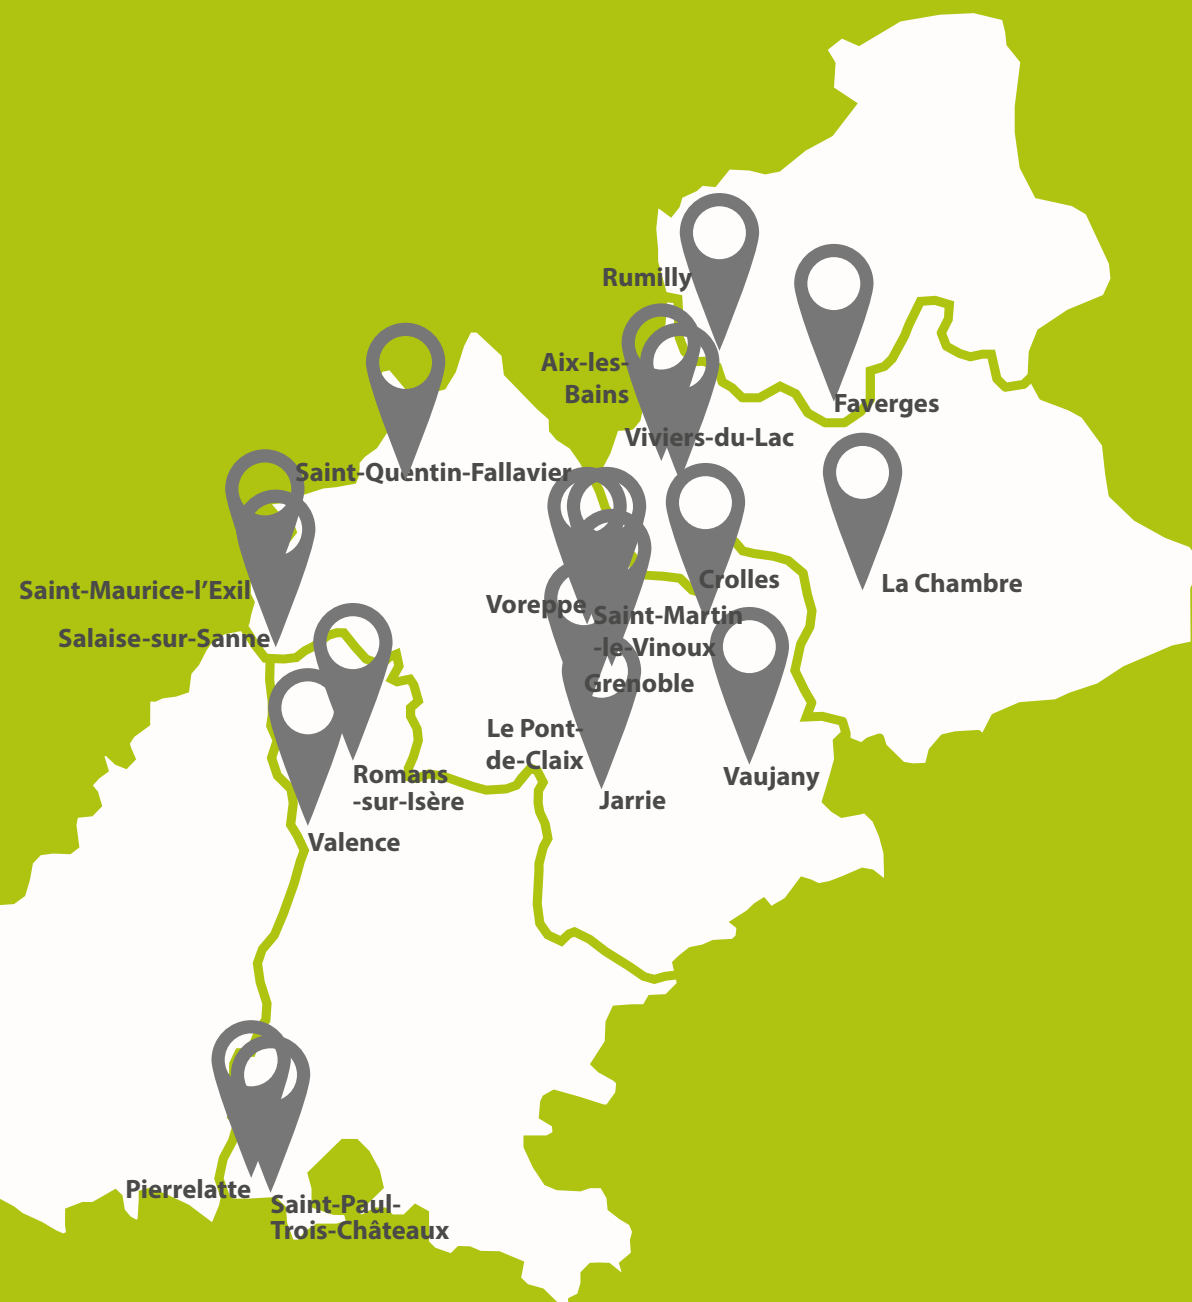 Rumilly
Aix-les-
Bains
Faverges
Viviers-du-Lac
Saint-Quentin-Fallavier
Crolles
La Chambre
Saint-Maurice-l’Exil
Voreppe
Saint-Martin
-le-Vinoux
Salaise-sur-Sanne
Grenoble
Le Pont-
de-Claix
Romans
-sur-Isère
Vaujany
Jarrie
Valence
Pierrelatte
Saint-Paul-
Trois-Châteaux